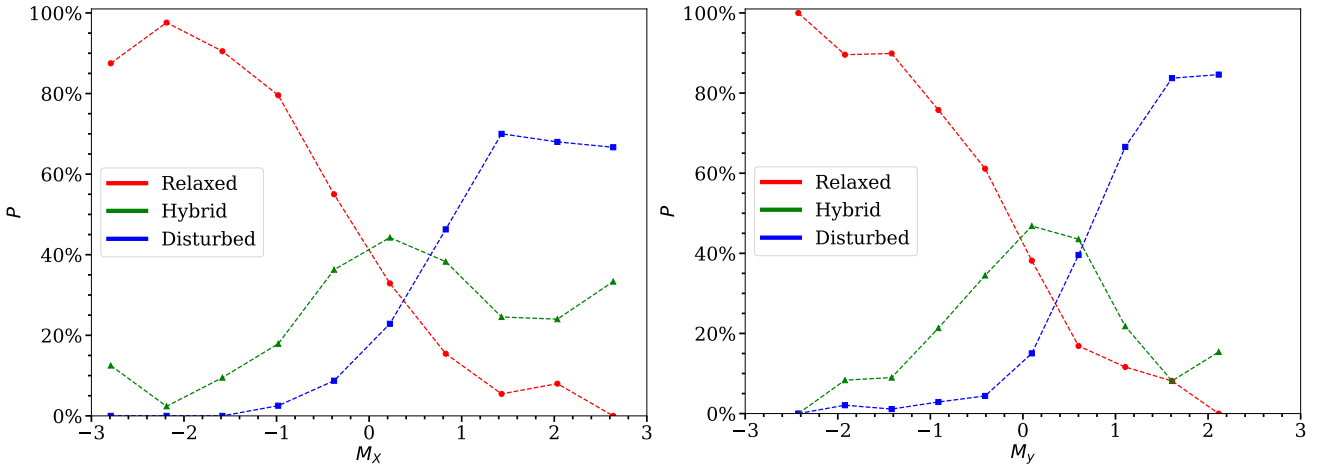 100%
80%
60%
40%
20%
0%
P
Relaxed
Hybrid
Disturbed
−3 −2 −1 0 1 2 3
M_X
100%
80%
60%
40%
20%
0%
P
Relaxed
Hybrid
Disturbed
−3 −2 −1 0 1 2 3
M_y